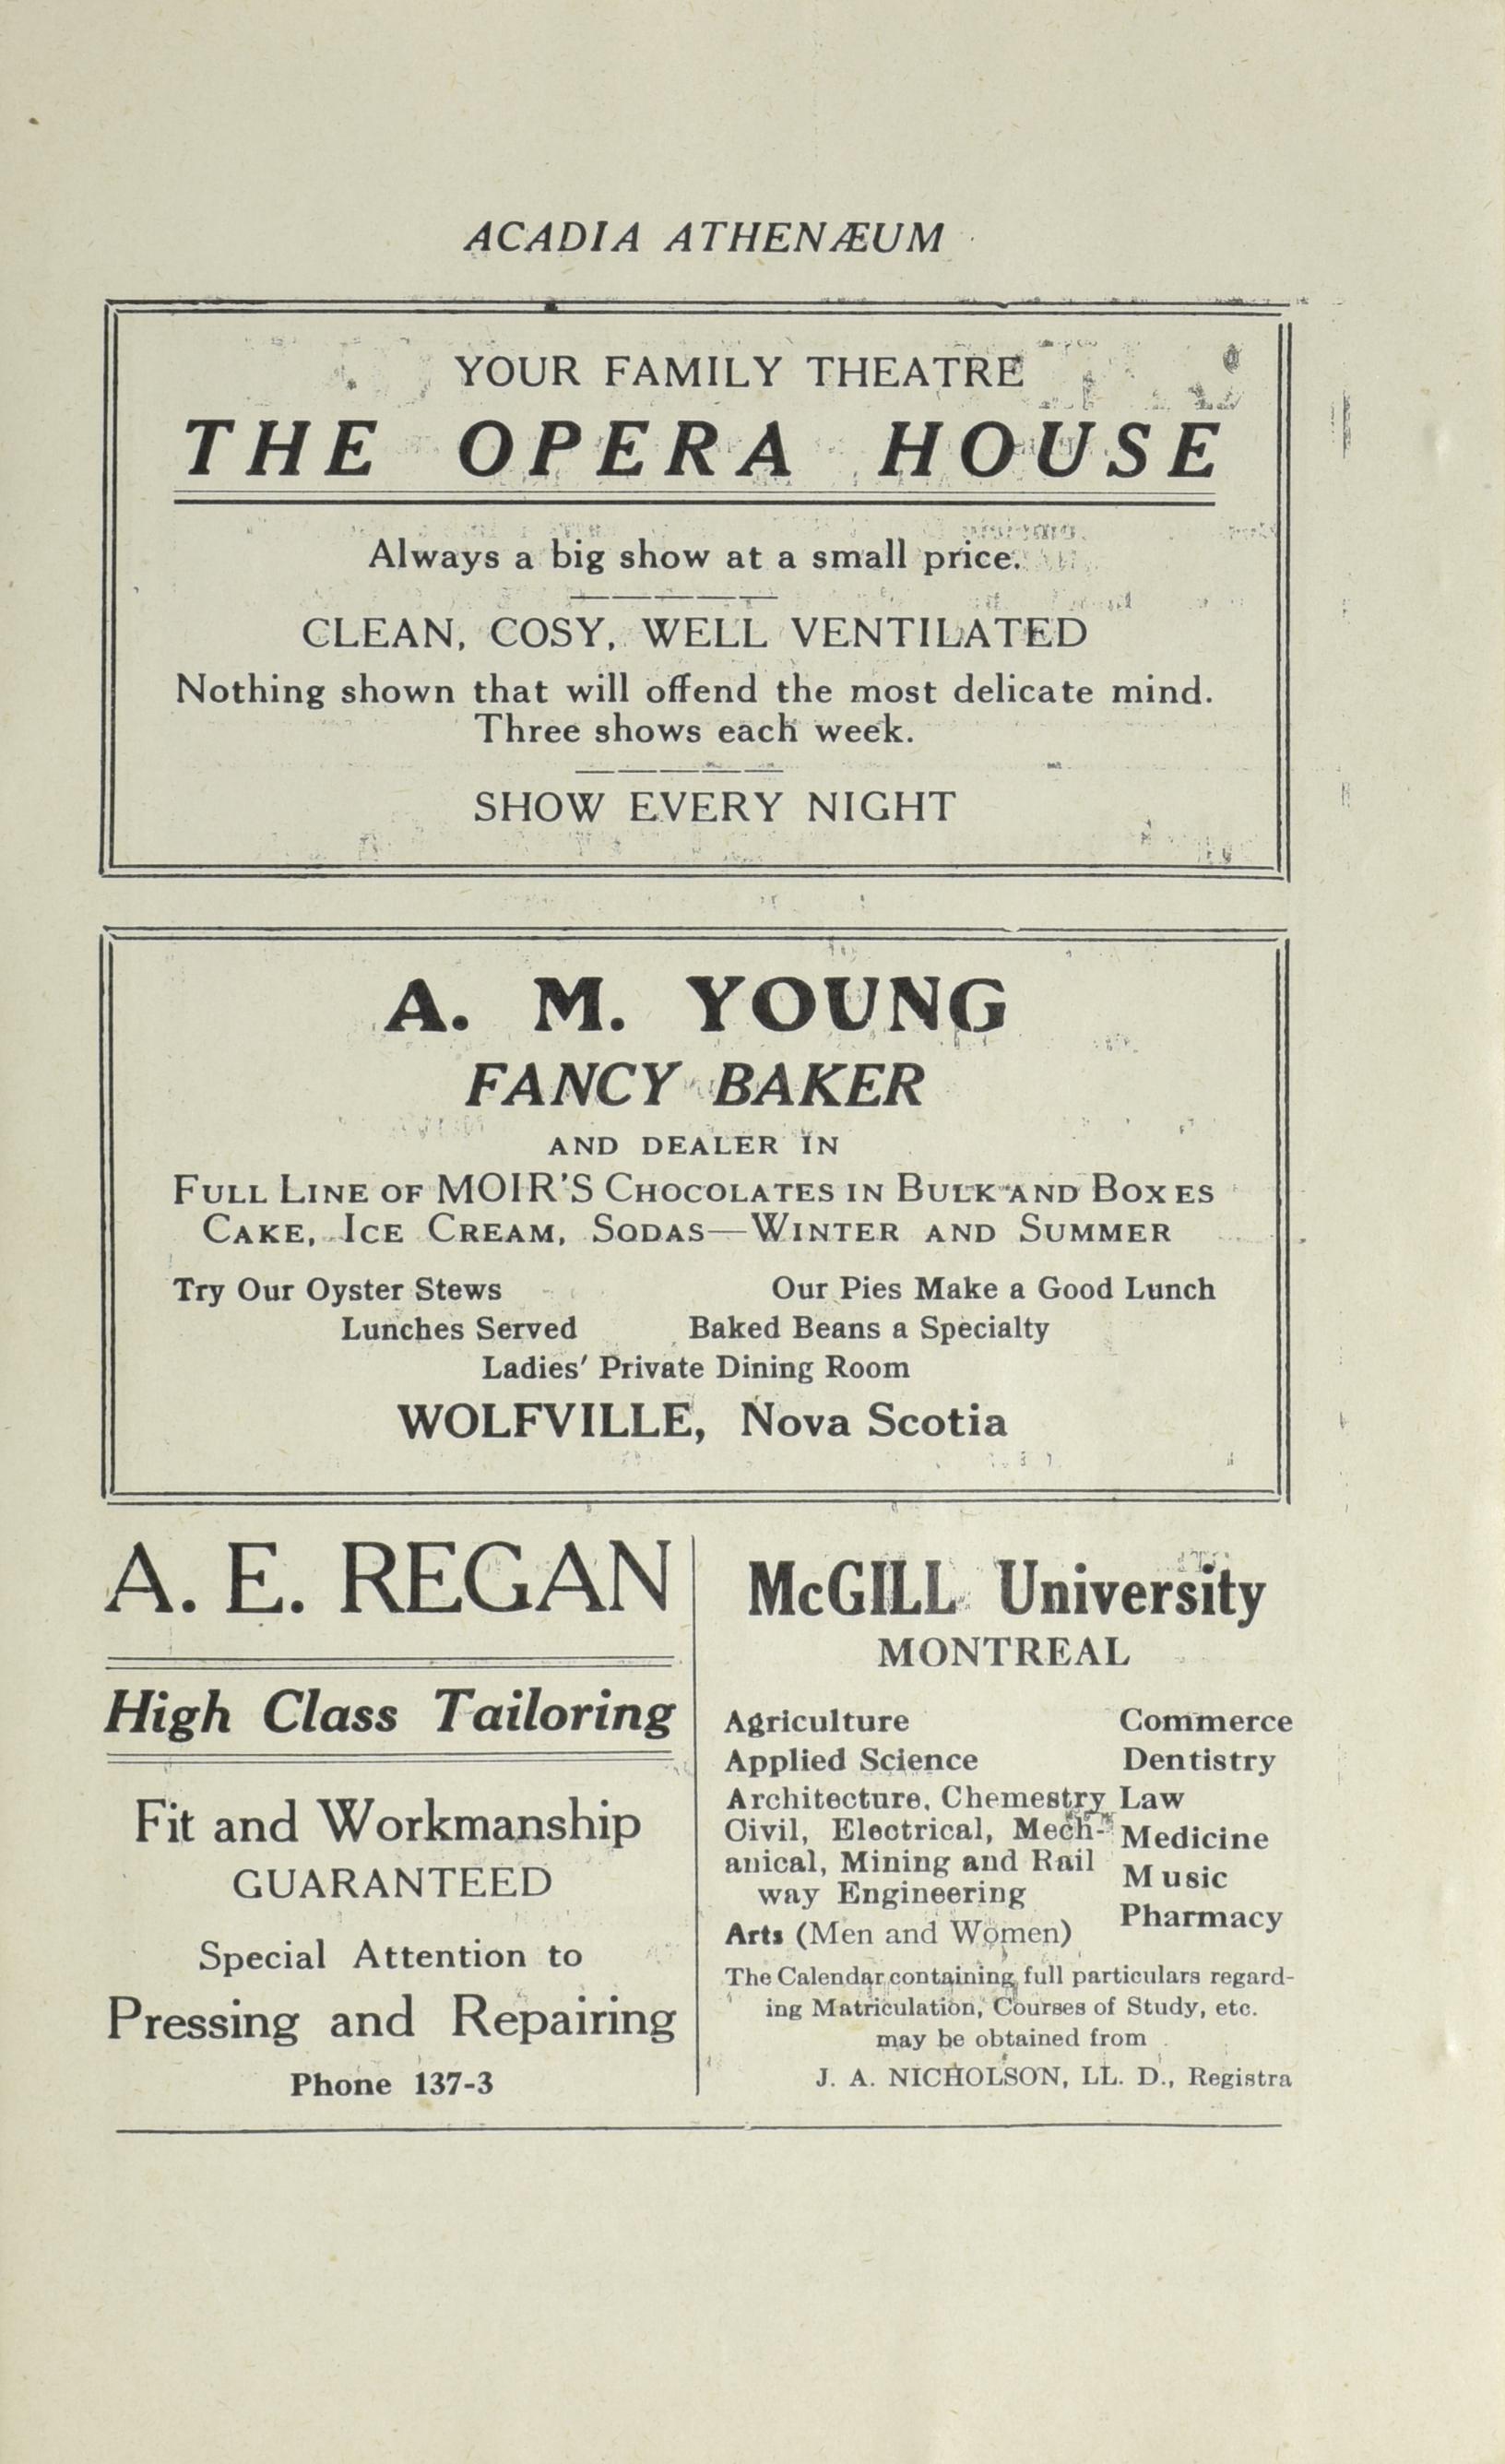 ACADIA ATHENÆUM
YOUR FAMILY THEATRE
THE OPERA HOUSE
Always a big show at a small price.
CLEAN, COSY, WELL VENTILATED
Nothing shown that will offend the most delicate mind.
Three shows each week.
SHOW EVERY NIGHT
A. M. YOUNG
FANCY BAKER
AND DEALER IN
FULL LINE OF MOIR'S CHOCOLATES IN BULK AND BOXES
CAKE, ICE CREAM, SODAS—WINTER AND SUMMER
Try Our Oyster Stews Our Pies Make a Good Lunch
Lunches Served Baked Beans a Specialty
Ladies' Private Dining Room
WOLFVILLE, Nova Scotia
A. E. REGAN
High Class Tailoring
Fit and Workmanship
GUARANTEED
Special Attention to
Pressing and Repairing
Phone 137-3
McGILL University
MONTREAL
Agriculture
Applied Science
Architecture, Chemestry
Civil, Electrical, Mech-
anical, Mining and Rail
way Engineering
Arts (Men and Women)
Commerce
Dentistry
Law
Medicine
Music
Pharmacy
The Calendar containing full particulars regard-
ing Matriculation, Courses of Study, etc.
may be obtained from
J. A. NICHOLSON, LL. D., Registra